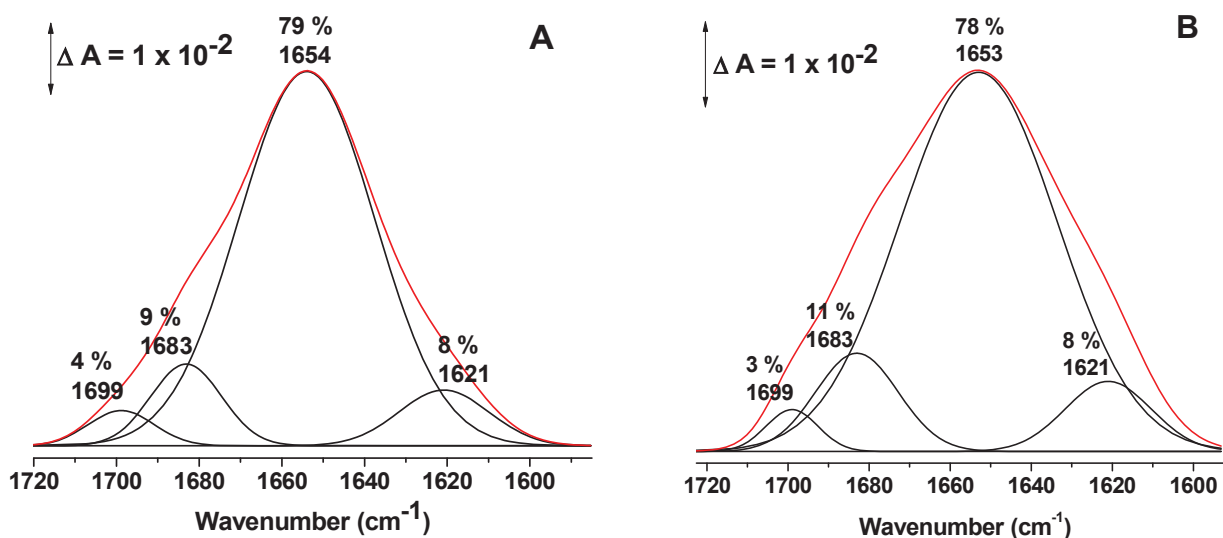 A
Δ A = 1 x 10-2
79 %
1654
9 %
1683
4 %
1699
8 %
1621
1720 1700 1680 1660 1640 1620 1600
Wavenumber (cm-1)
B
Δ A = 1 x 10-2
78 %
1653
11 %
1683
3 %
1699
8 %
1621
1720 1700 1680 1660 1640 1620 1600
Wavenumber (cm-1)